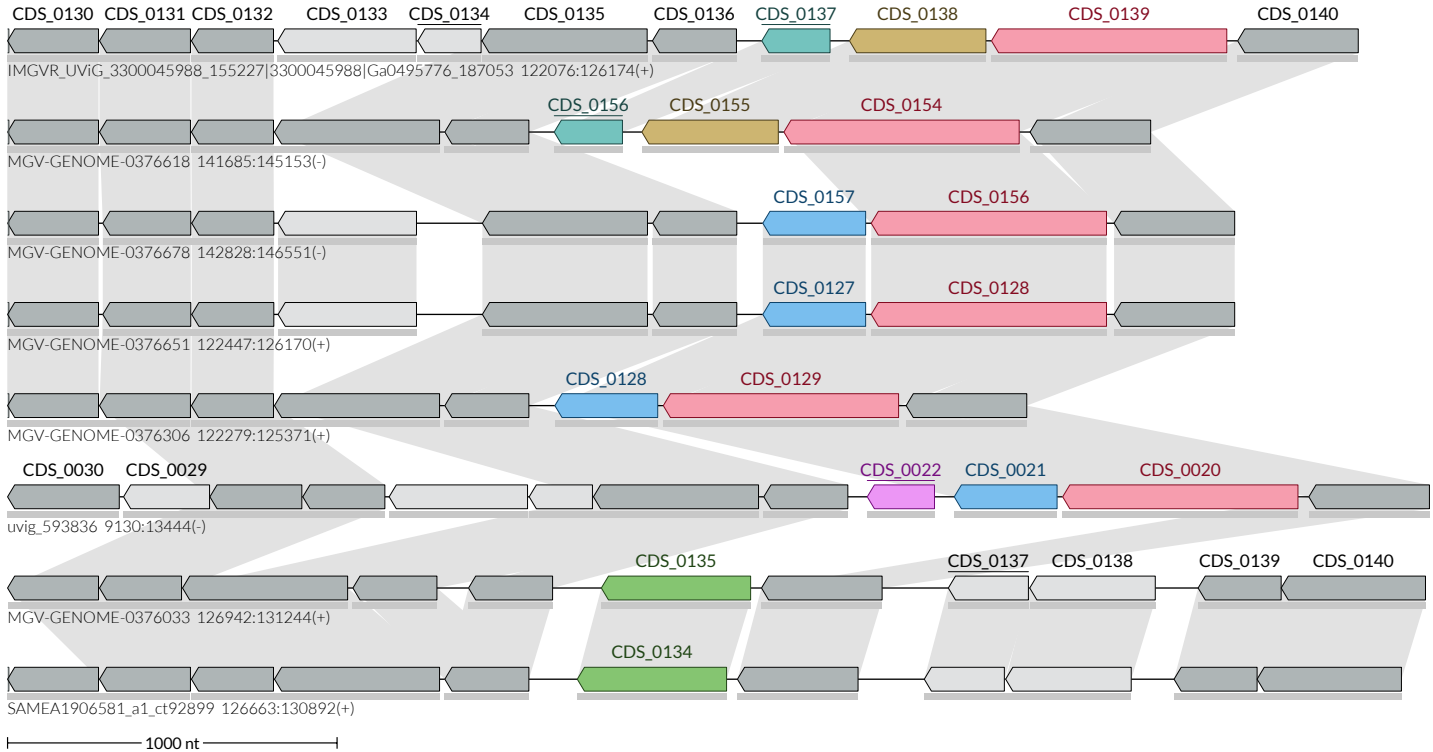 CDS_0130 CDS_0131 CDS_0132 CDS_0133 CDS_0134 CDS_0135 CDS_0136 CDS_0137 CDS_0138 CDS_0139 CDS_0140
IMGVR_UViG_3300045988_155227|3300045988|Ga0495776_187053 122076:126174(+)
CDS_0156 CDS_0155 CDS_0154
MGV-GENOME-0376618 141685:145153(-)
CDS_0157 CDS_0156
MGV-GENOME-0376678 142828:146551(-)
CDS_0127 CDS_0128
MGV-GENOME-0376651 122447:126170(+)
CDS_0128 CDS_0129
MGV-GENOME-0376306 122279:125371(+)
CDS_0030 CDS_0029 CDS_0022 CDS_0021 CDS_0020
uvig_593836 9130:13444(-)
CDS_0135 CDS_0137 CDS_0138 CDS_0139 CDS_0140
MGV-GENOME-0376033 126942:131244(+)
CDS_0134
SAMEA1906581_a1_ct92899 126663:130892(+)
1000 nt